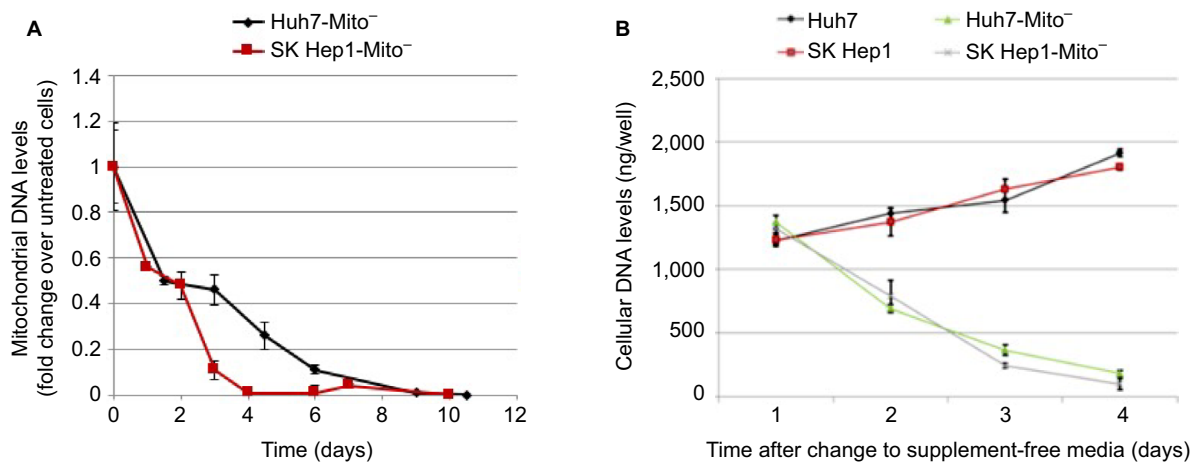 A
Huh7-Mito⁻
SK Hep1-Mito⁻
Mitochondrial DNA levels
(fold change over untreated cells)
1.4
1.2
1
0.8
0.6
0.4
0.2
0
0 2 4 6 8 10 12
Time (days)
B
Huh7 Huh7-Mito⁻
SK Hep1 SK Hep1-Mito⁻
Cellular DNA levels (ng/well)
2,500
2,000
1,500
1,000
500
0
1 2 3 4
Time after change to supplement-free media (days)